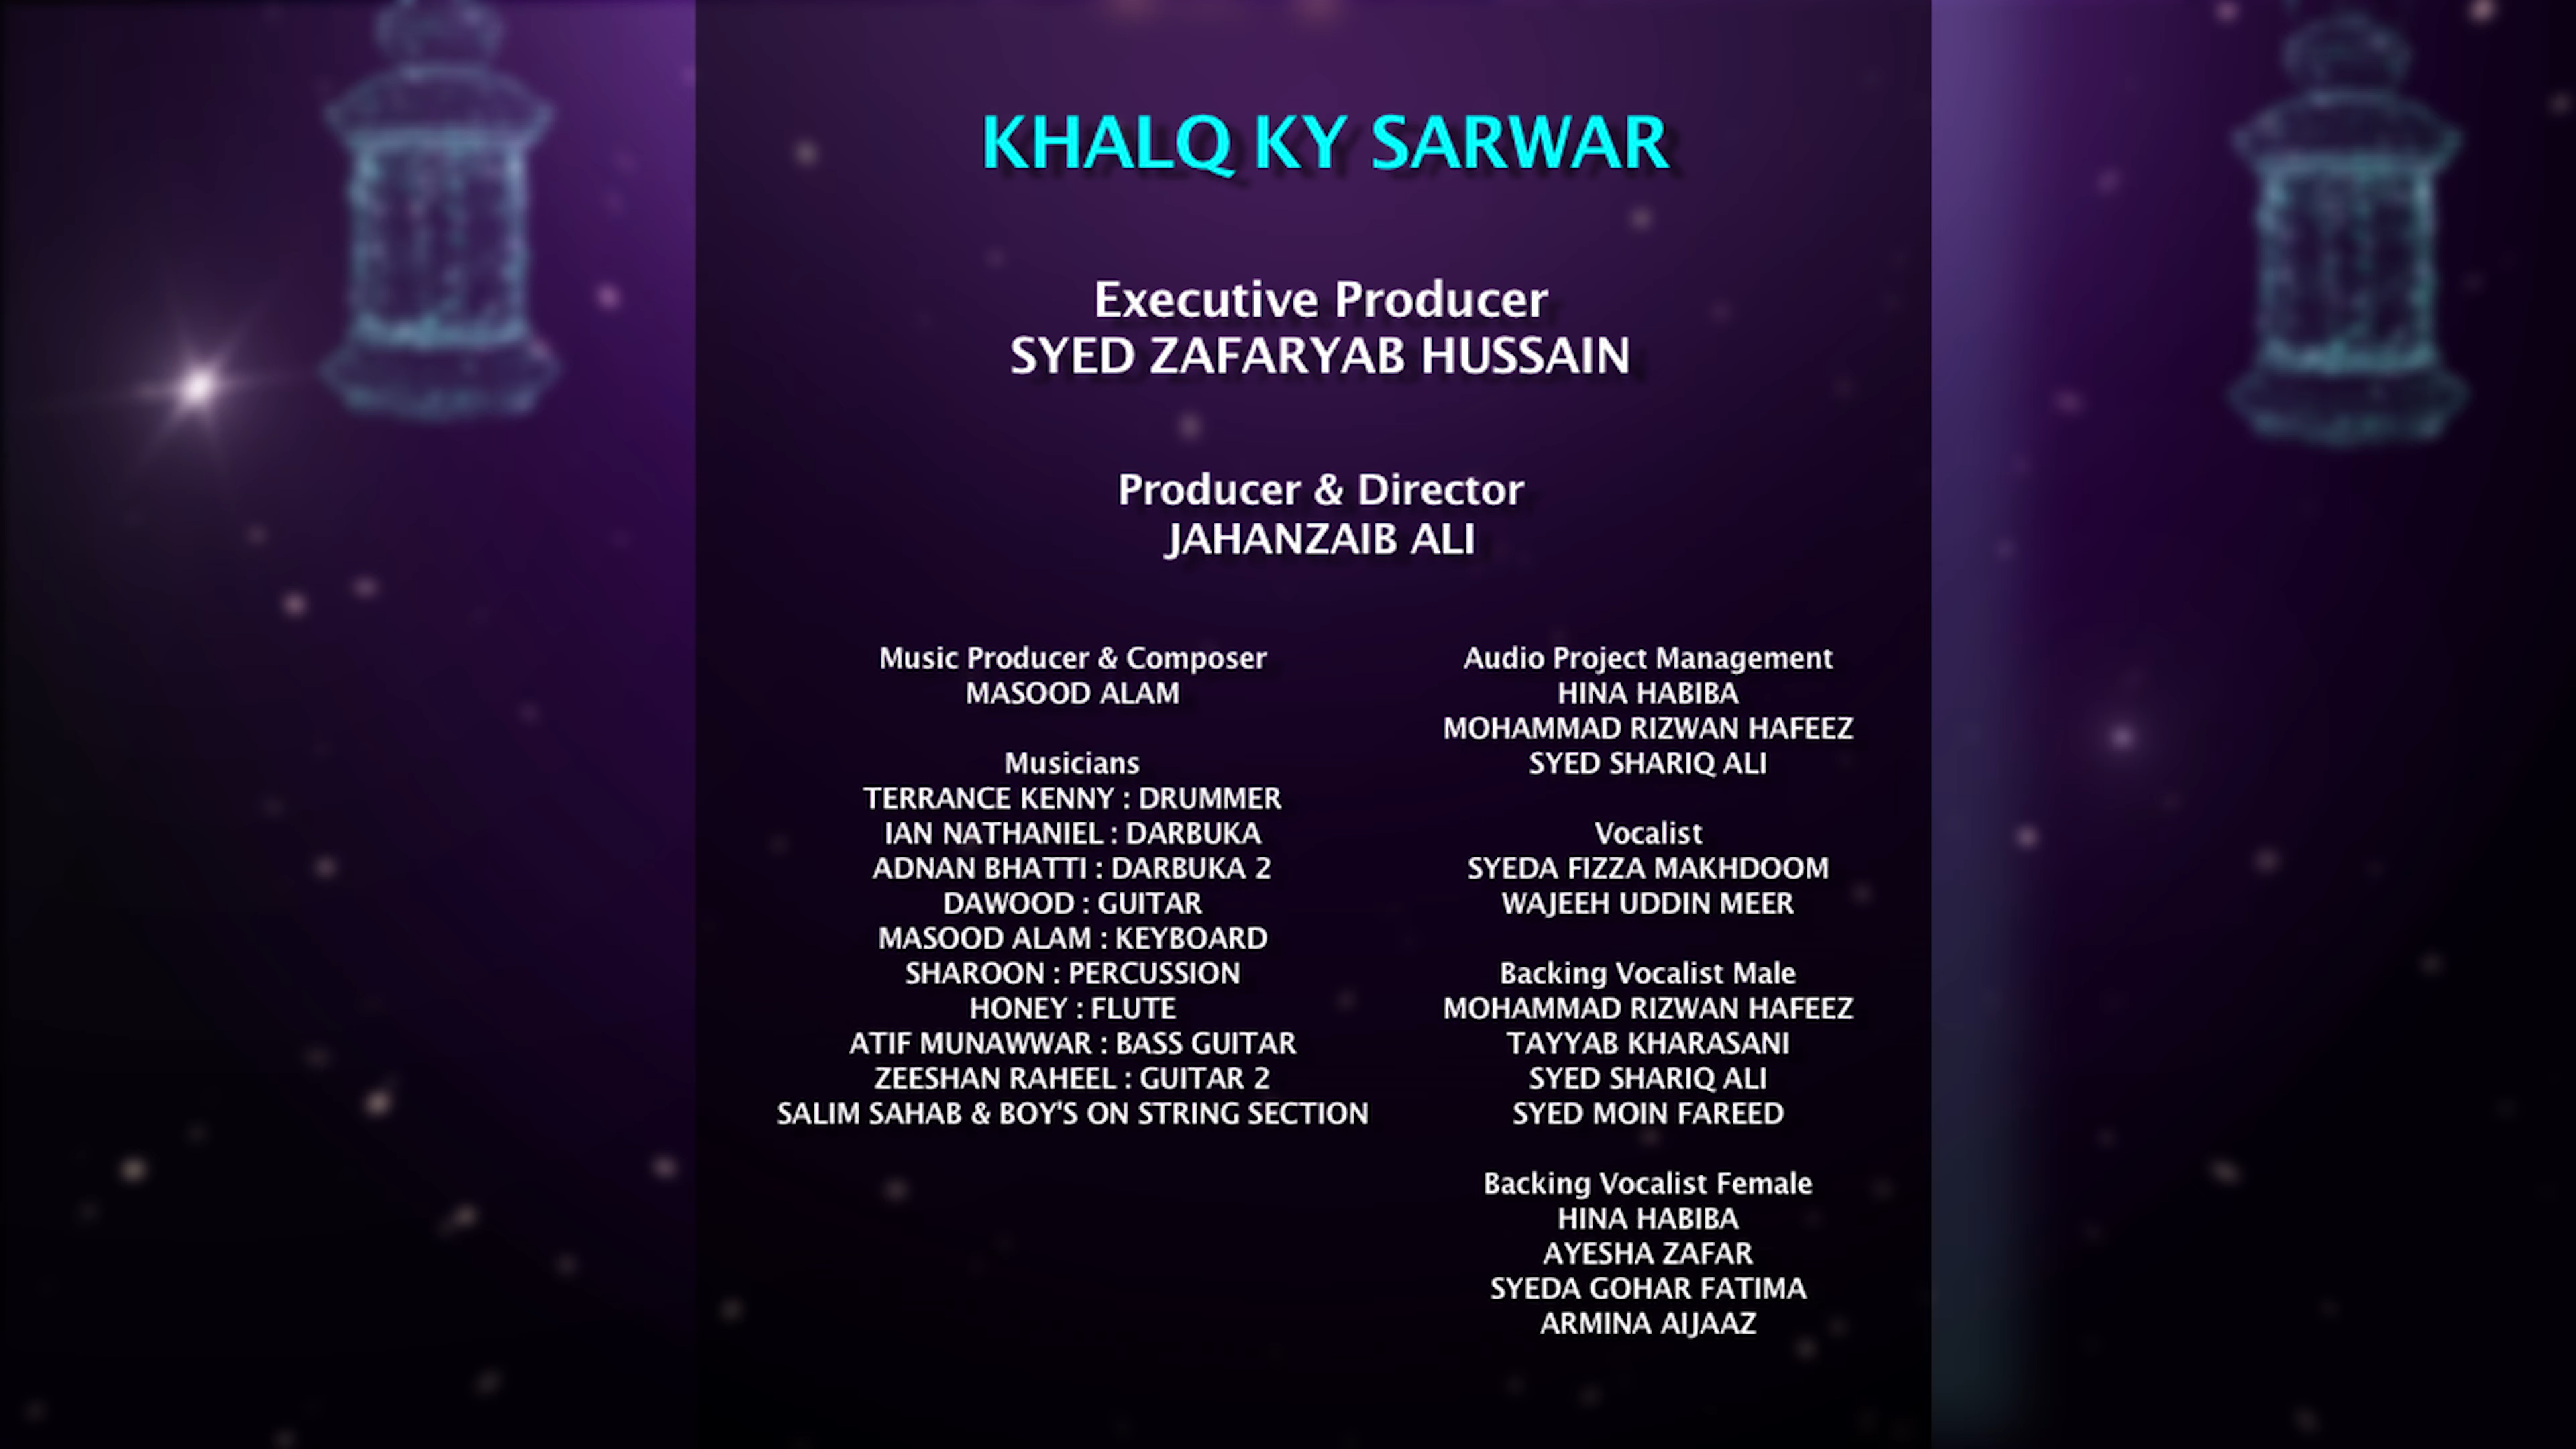 KHALQ KY SARWAR
Executive Producer
SYED ZAFARYAB HUSSAIN
Producer & Director
JAHANZAIB ALI
Music Producer & Composer
MASOOD ALAM
Musicians
TERRANCE KENNY : DRUMMER
IAN NATHANIEL : DARBUKA
ADNAN BHATTI : DARBUKA 2
DAWOOD : GUITAR
MASOOD ALAM : KEYBOARD
SHAROON : PERCUSSION
HONEY : FLUTE
ATIF MUNAWWAR : BASS GUITAR
ZEESHAN RAHEEL : GUITAR 2
SALIM SAHAB & BOY'S ON STRING SECTION
Audio Project Management
HINA HABIBA
MOHAMMAD RIZWAN HAFEEZ
SYED SHARIQ ALI
Vocalist
SYEDA FIZZA MAKHDOOM
WAJEEH UDDIN MEER
Backing Vocalist Male
MOHAMMAD RIZWAN HAFEEZ
TAYYAB KHARASANI
SYED SHARIQ ALI
SYED MOIN FAREED
Backing Vocalist Female
HINA HABIBA
AYESHA ZAFAR
SYEDA GOHAR FATIMA
ARMINA AIJAAZ